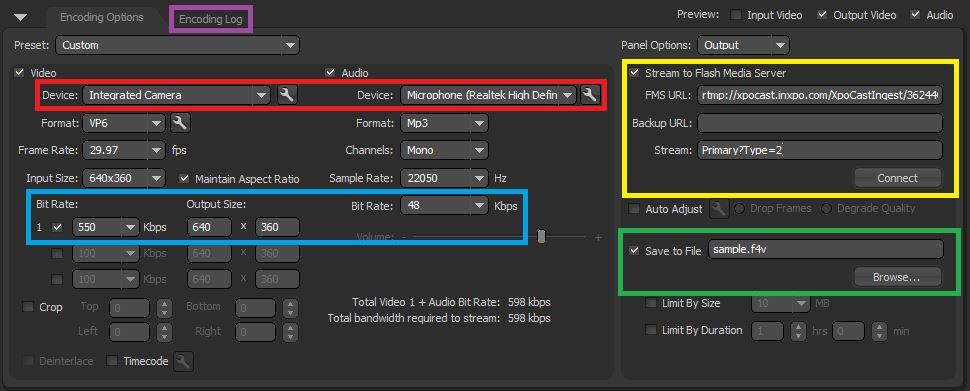 Encoding Options
Encoding Log
Preview: Input Video Output Video Audio
Preset: Custom
Panel Options: Output
Video
Audio
Device: Integrated Camera
Device: Microphone (Realtek High Defin
Format: VP6
Format: Mp3
Frame Rate: 29.97 fps
Channels: Mono
Input Size: 640x360 Maintain Aspect Ratio
Sample Rate: 22050 Hz
Bit Rate: Output Size:
Bit Rate: 48 Kbps
1 550 Kbps 640 x 360
Volume: - +
100 Kbps 640 x 360
100 Kbps 640 x 360
Crop Top 0 Bottom 0
Left 0 Right 0
Total Video 1 + Audio Bit Rate: 598 kbps
Total bandwidth required to stream: 598 kbps
Deinterlace Timecode
Stream to Flash Media Server
FMS URL: rtmp://xpocast.inxpo.com/XpoCastIngest/362440
Backup URL:
Stream: Primary?Type=2
Connect
Auto Adjust Drop Frames Degrade Quality
Save to File sample.f4v
Browse...
Limit By Size 10 MB
Limit By Duration 1 hrs 0 min